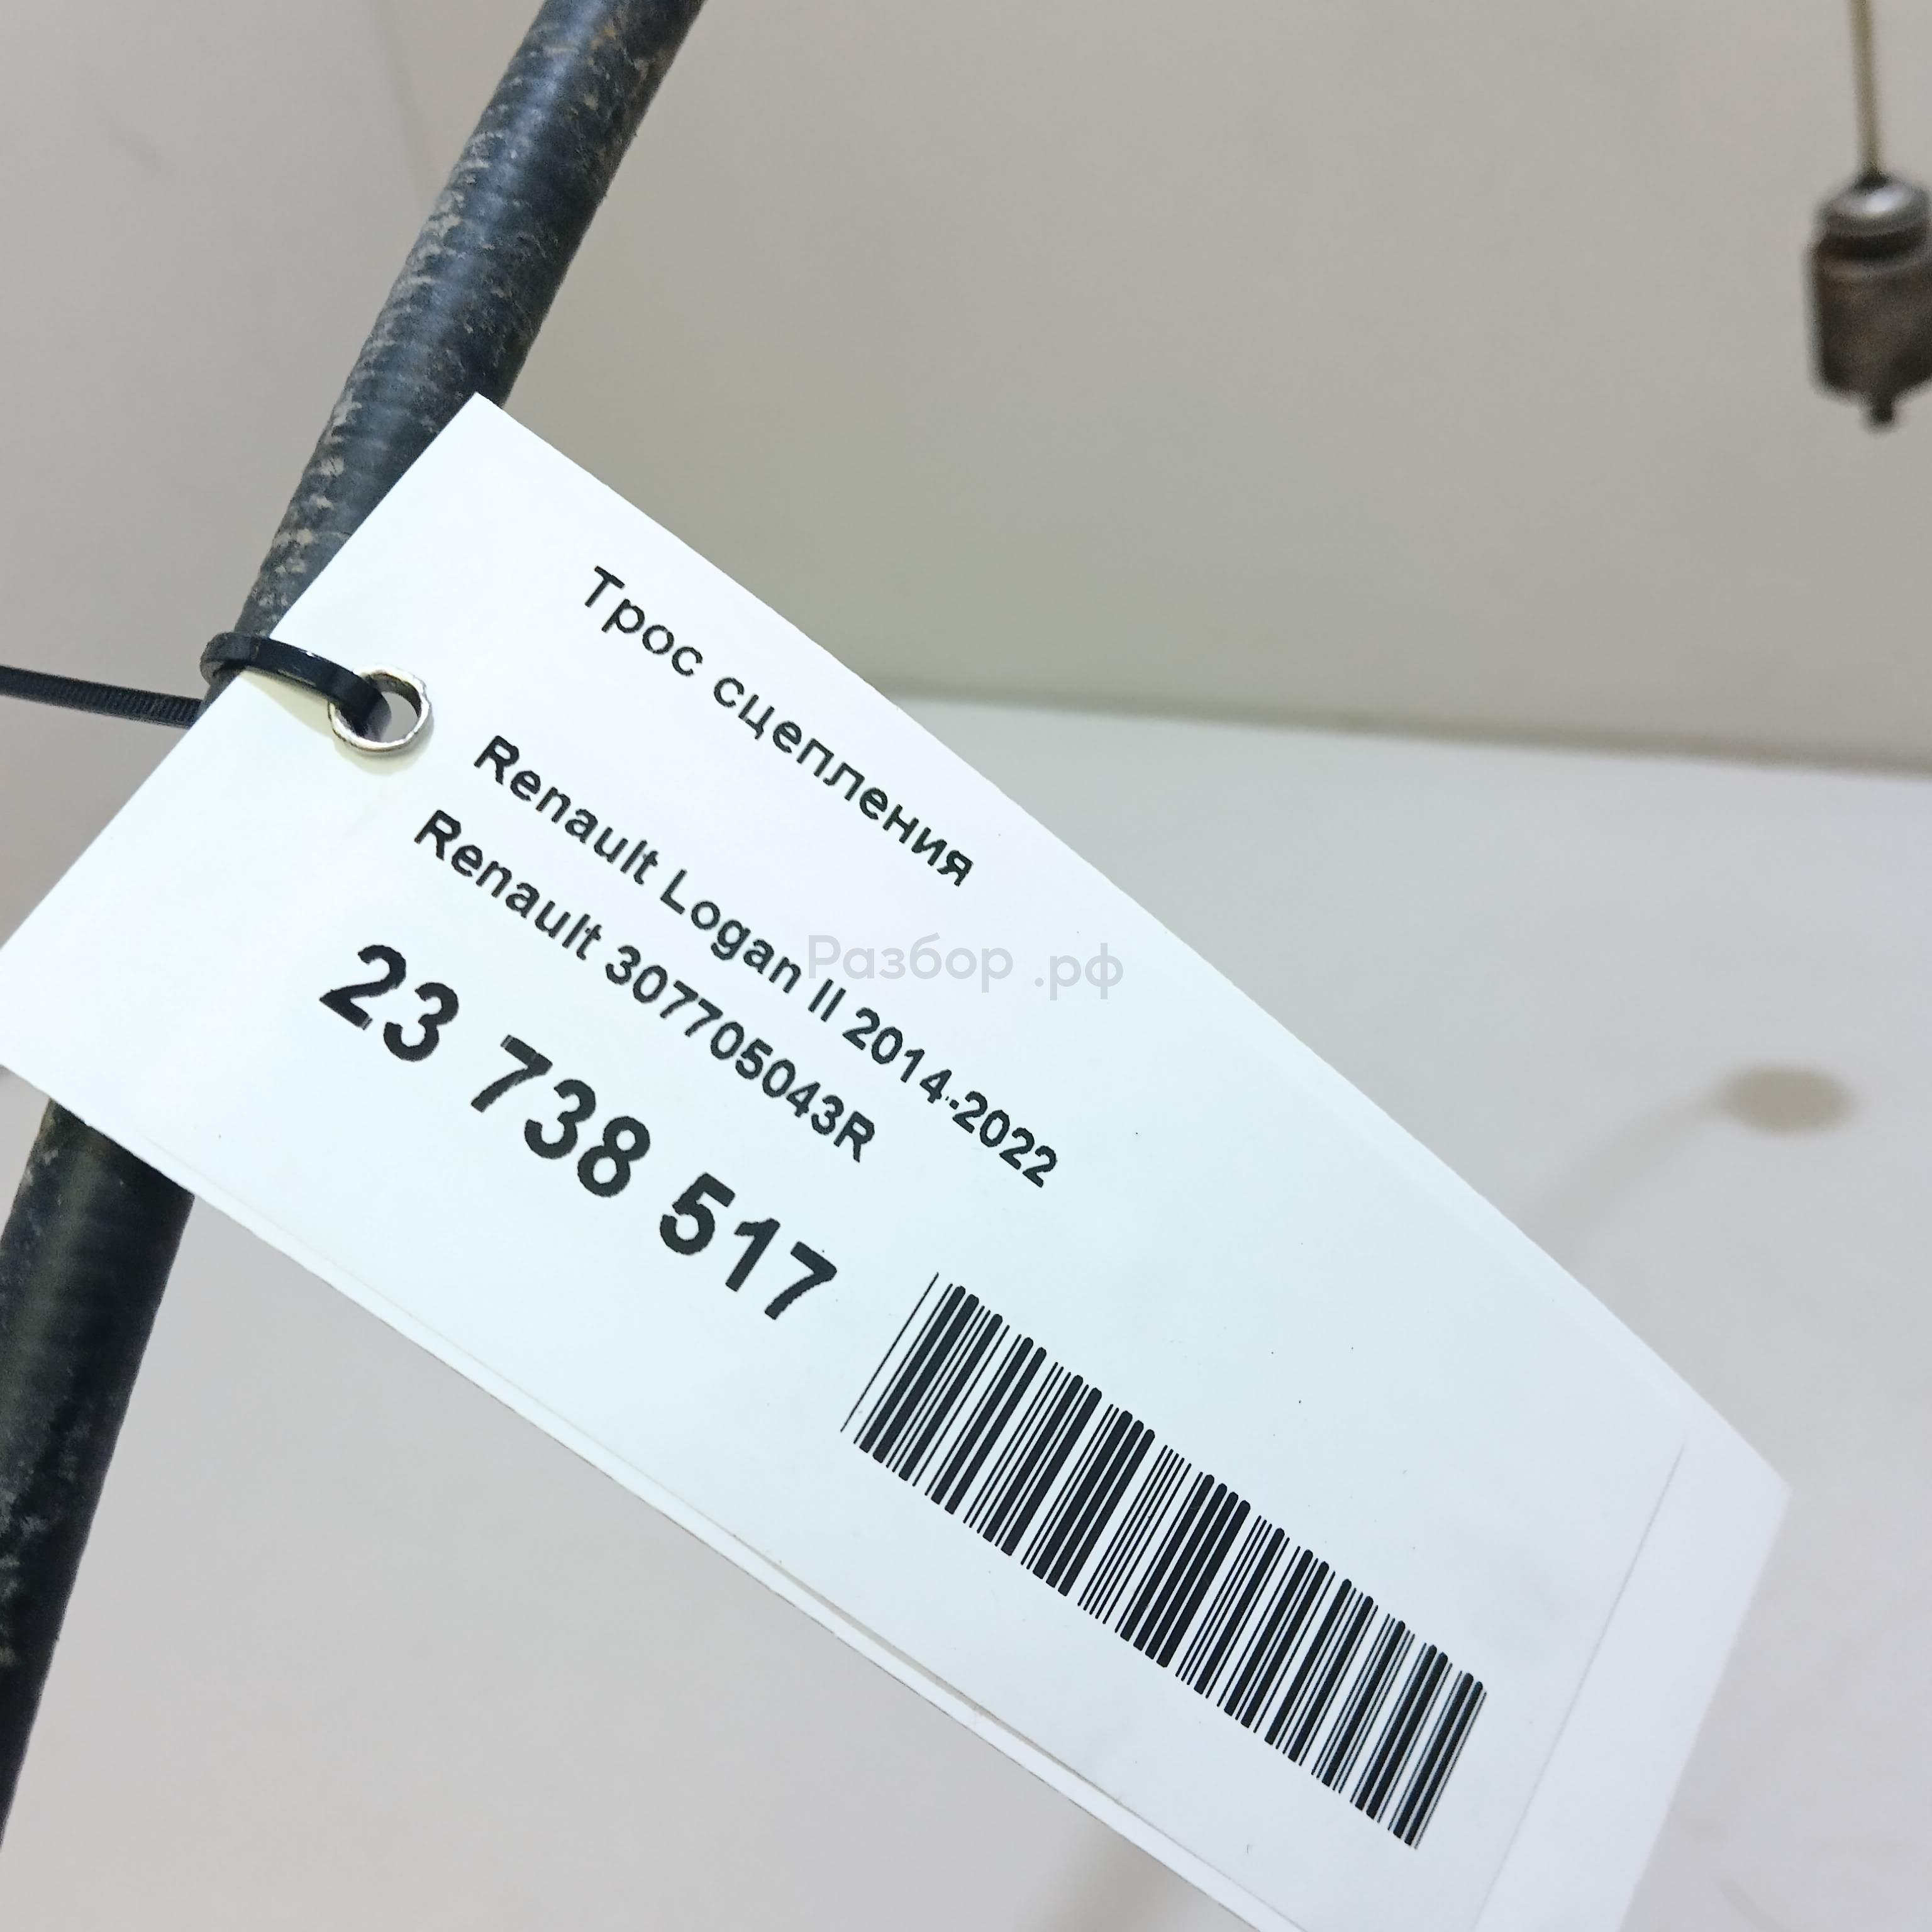 Трос сцепления
Renault Logan II 2014-2022
Renault 307705043R
23 738 517
Разбор .рф